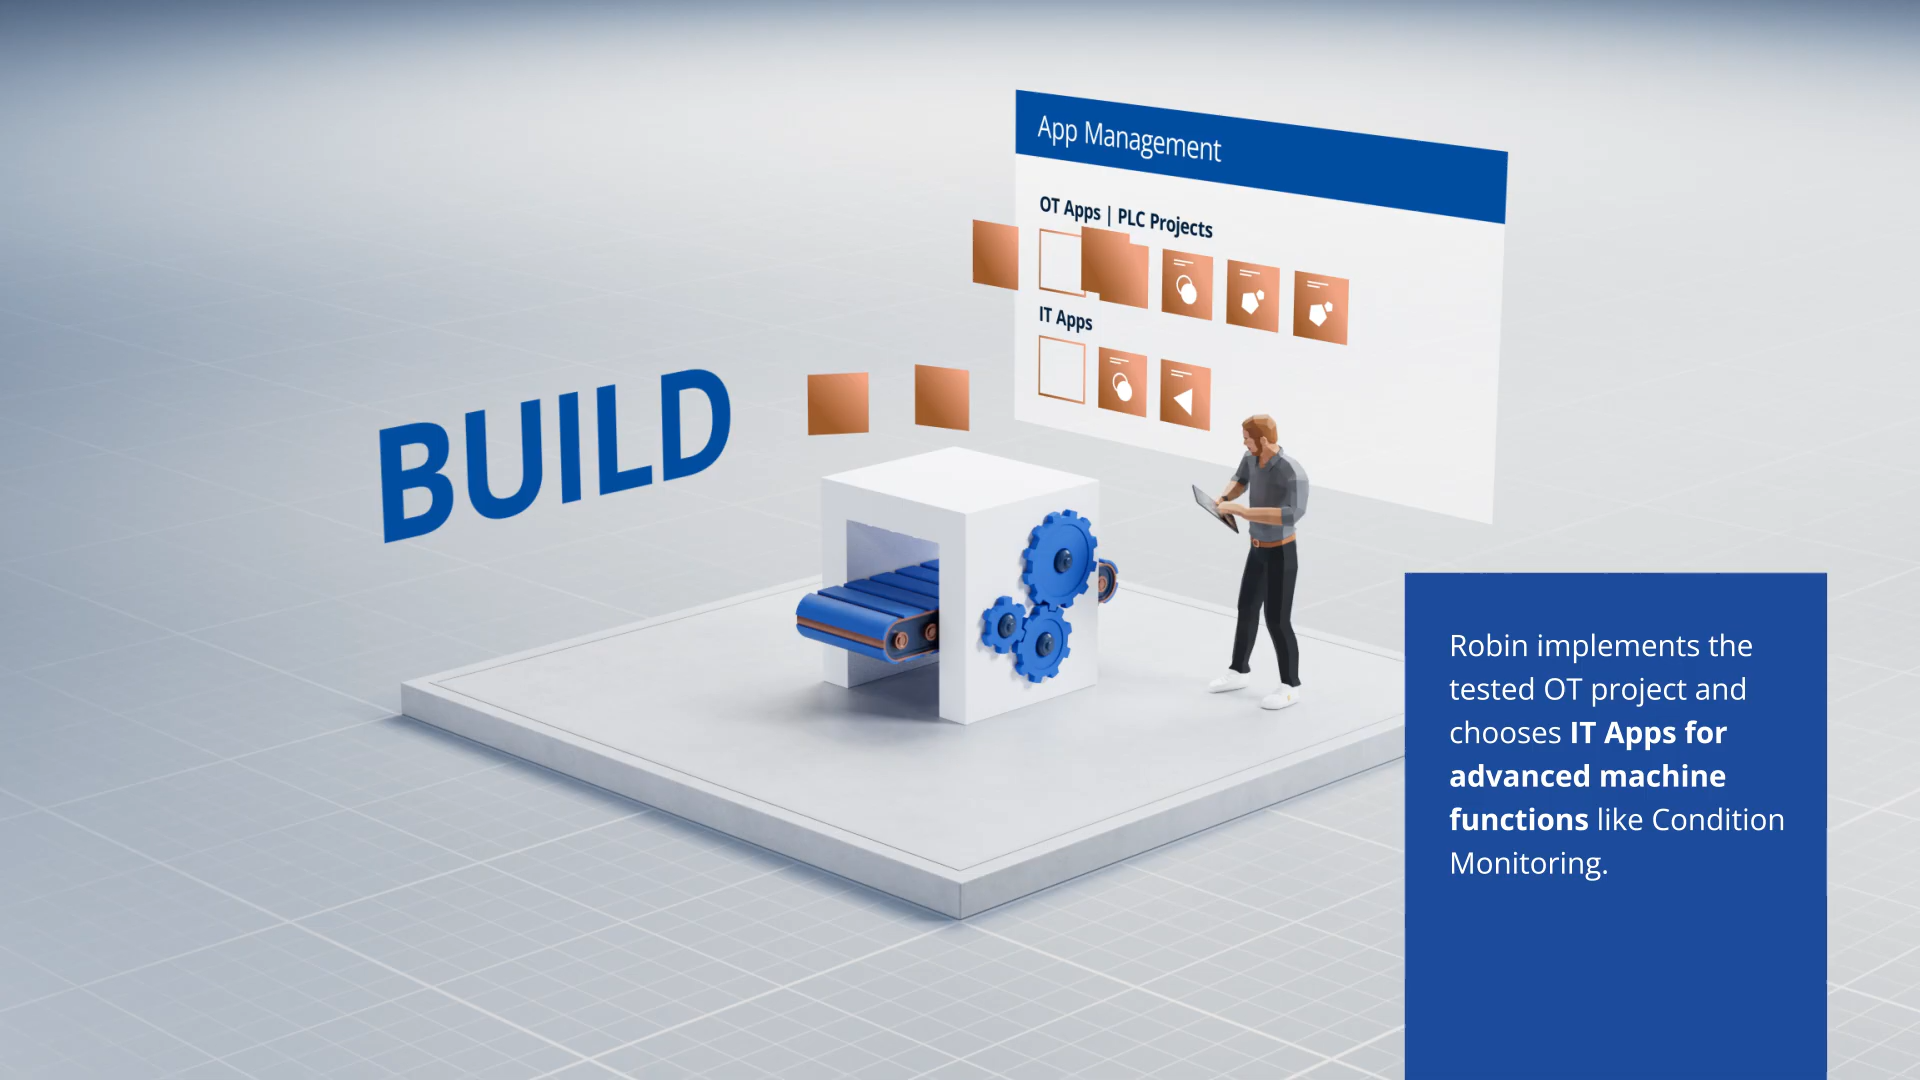 App Management
OT Apps | PLC Projects
IT Apps
BUILD
Robin implements the
tested OT project and
chooses IT Apps for
advanced machine
functions like Condition
Monitoring.